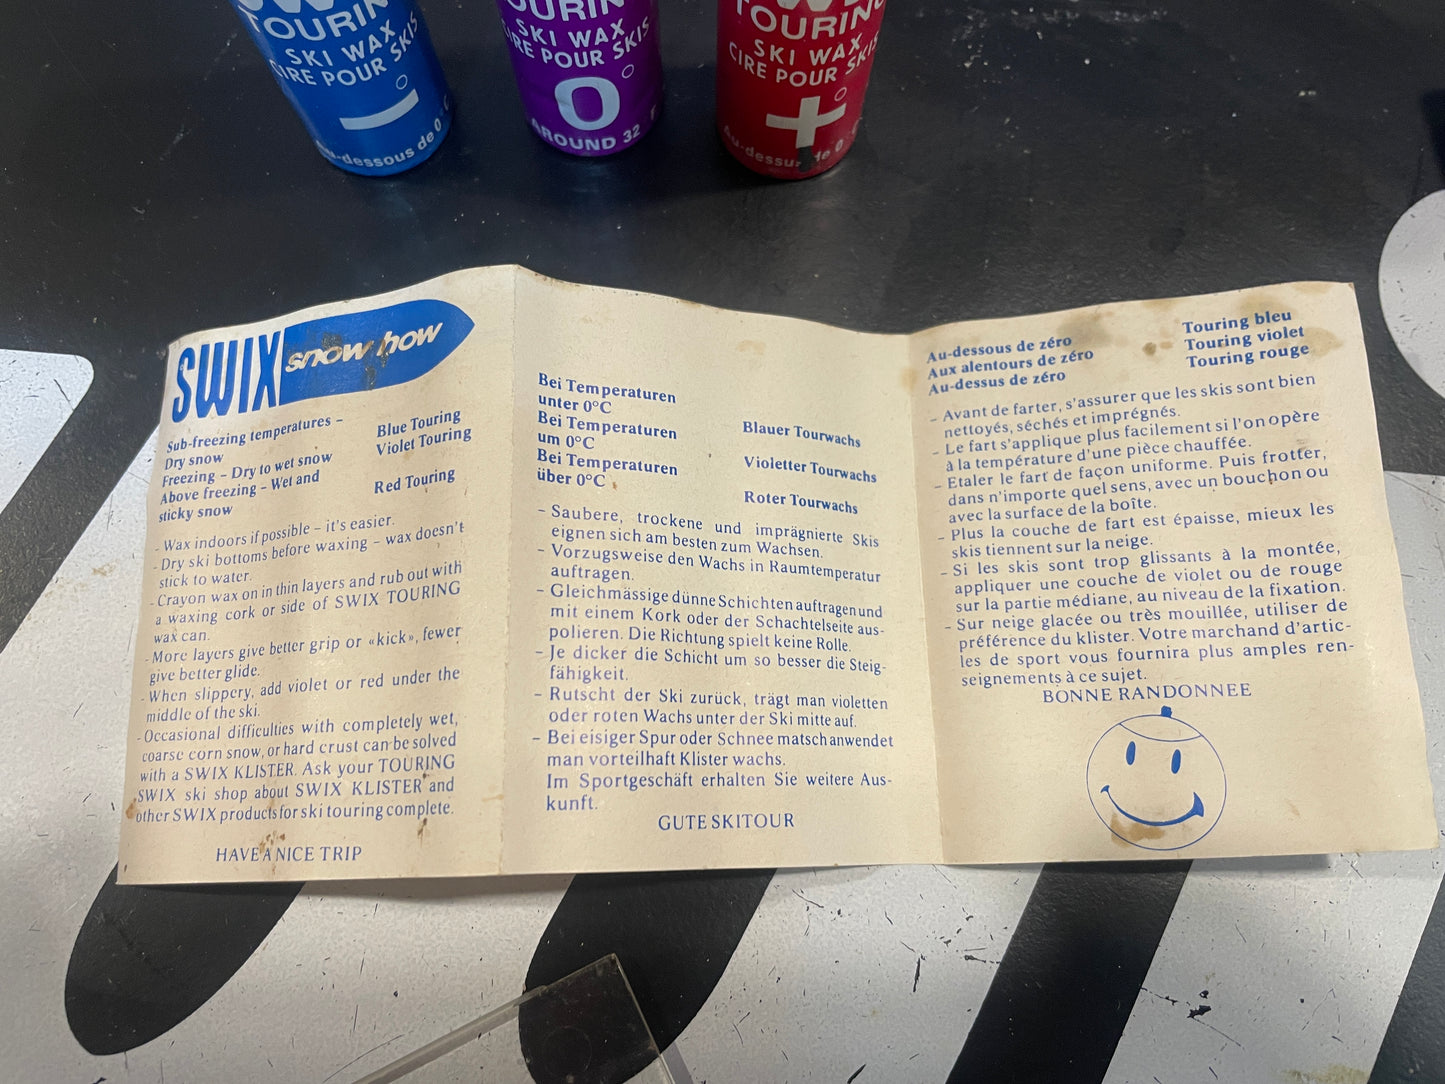 TOURIN
SKI WAX
CIRE POUR SKIS
−°
Au-dessous de 0° C
TOURIN
SKI WAX
CIRE POUR SKIS
0°
AROUND 32
TOURING
SKI WAX
CIRE POUR SKIS
+°
Au-dessus de 0
SWIX snow how
Sub-freezing temperatures –
Dry snow Blue Touring
Freezing – Dry to wet snow Violet Touring
Above freezing – Wet and
sticky snow Red Touring
- Wax indoors if possible – it's easier.
- Dry ski bottoms before waxing – wax doesn't
stick to water.
- Crayon wax on in thin layers and rub out with
a waxing cork or side of SWIX TOURING
wax can.
- More layers give better grip or «kick», fewer
give better glide.
- When slippery, add violet or red under the
middle of the ski.
- Occasional difficulties with completely wet,
coarse corn snow, or hard crust can be solved
with a SWIX KLISTER. Ask your TOURING
SWIX ski shop about SWIX KLISTER and
other SWIX products for ski touring complete.
HAVE A NICE TRIP
Bei Temperaturen
unter 0°C Blauer Tourwachs
Bei Temperaturen
um 0°C Violetter Tourwachs
Bei Temperaturen
über 0°C Roter Tourwachs
– Saubere, trockene und imprägnierte Skis
eignen sich am besten zum Wachsen.
– Vorzugsweise den Wachs in Raumtemperatur
auftragen.
– Gleichmässige dünne Schichten auftragen und
mit einem Kork oder der Schachtelseite aus-
polieren. Die Richtung spielt keine Rolle.
– Je dicker die Schicht um so besser die Steig-
fähigkeit.
– Rutscht der Ski zurück, trägt man violetten
oder roten Wachs unter der Ski mitte auf.
– Bei eisiger Spur oder Schnee matsch anwendet
man vorteilhaft Klister wachs.
Im Sportgeschäft erhalten Sie weitere Aus-
kunft.
GUTE SKITOUR
Au-dessous de zéro Touring bleu
Aux alentours de zéro Touring violet
Au-dessus de zéro Touring rouge
– Avant de farter, s'assurer que les skis sont bien
nettoyés, séchés et imprégnés.
– Le fart s'applique plus facilement si l'on opère
à la température d'une pièce chauffée.
– Etaler le fart de façon uniforme. Puis frotter,
dans n'importe quel sens, avec un bouchon ou
avec la surface de la boîte.
– Plus la couche de fart est épaisse, mieux les
skis tiennent sur la neige.
– Si les skis sont trop glissants à la montée,
appliquer une couche de violet ou de rouge
sur la partie médiane, au niveau de la fixation.
– Sur neige glacée ou très mouillée, utiliser de
préférence du klister. Votre marchand d'artic-
les de sport vous fournira plus amples ren-
seignements à ce sujet.
BONNE RANDONNEE